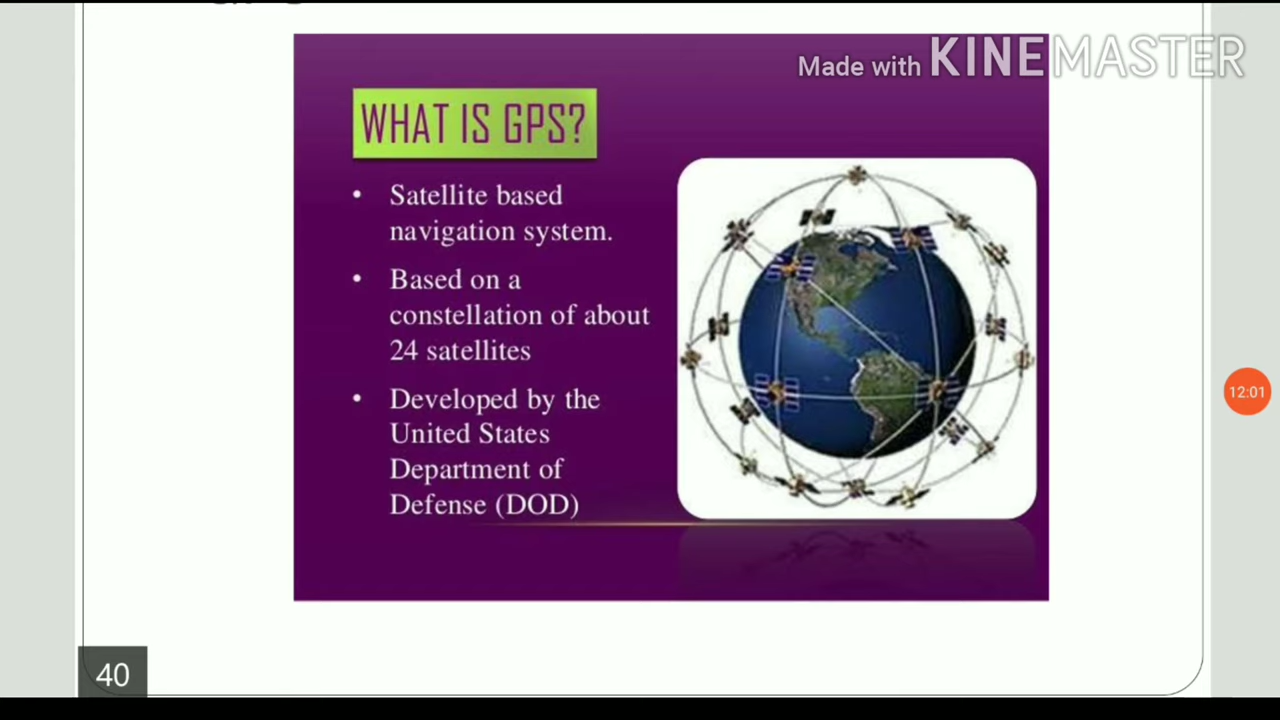 Made with KINEMASTER
WHAT IS GPS?
• Satellite based
navigation system.
• Based on a
constellation of about
24 satellites
• Developed by the
United States
Department of
Defense (DOD)
12:01
40